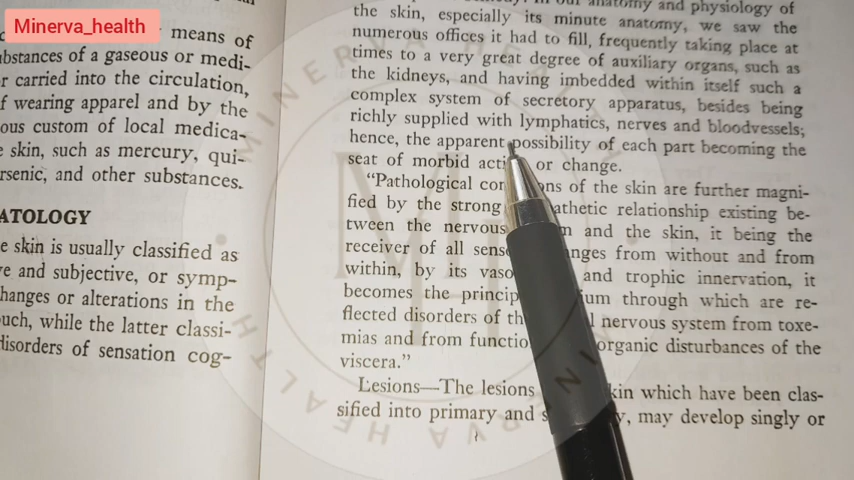 Minerva_health
means of
ubstances of a gaseous or medi-
r carried into the circulation,
f wearing apparel and by the
ous custom of local medica-
e skin, such as mercury, qui-
rsenic, and other substances.
ATOLOGY
e skin is usually classified as
ve and subjective, or symp-
hanges or alterations in the
ouch, while the latter classi-
disorders of sensation cog-
anatomy and physiology of
the skin, especially its minute anatomy, we saw the
numerous offices it had to fill, frequently taking place at
times to a very great degree of auxiliary organs, such as
the kidneys, and having imbedded within itself such a
complex system of secretory apparatus, besides being
richly supplied with lymphatics, nerves and bloodvessels;
hence, the apparent possibility of each part becoming the
seat of morbid acti or change.
“Pathological con ons of the skin are further magni-
fied by the strong athetic relationship existing be-
tween the nervous m and the skin, it being the
receiver of all sens anges from without and from
within, by its vaso and trophic innervation, it
becomes the princip ium through which are re-
flected disorders of th l nervous system from toxe-
mias and from functio organic disturbances of the
viscera.”
Lesions—The lesions kin which have been clas-
sified into primary and s y, may develop singly or
MINERVA HEALTH
MH
MINERVA HEALTH